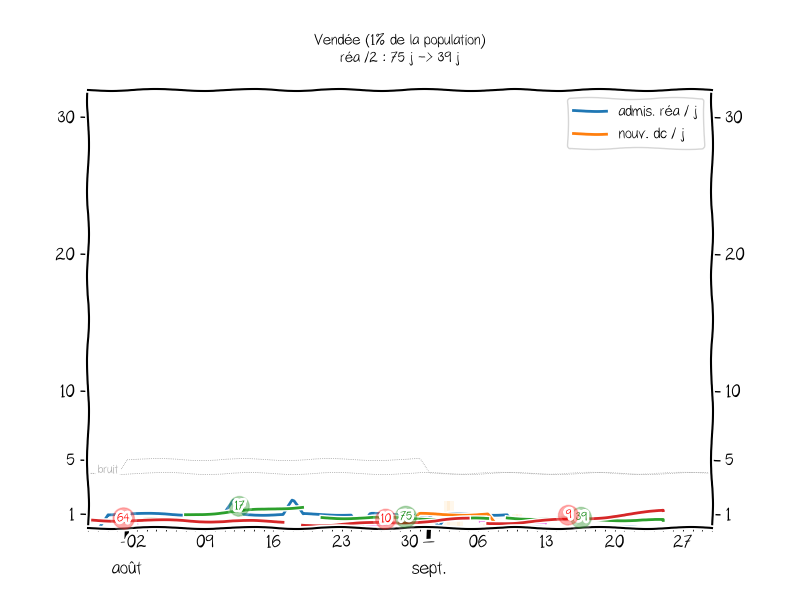 Vendée (1% de la population)
réa /2 : 75 j -> 39 j
admis. réa / j
nouv. dc / j
30 30
20 20
10 10
5 5
bruit
1 1
64 17 10 75 9 39
02 09 16 23 30 06 13 20 27
août sept.